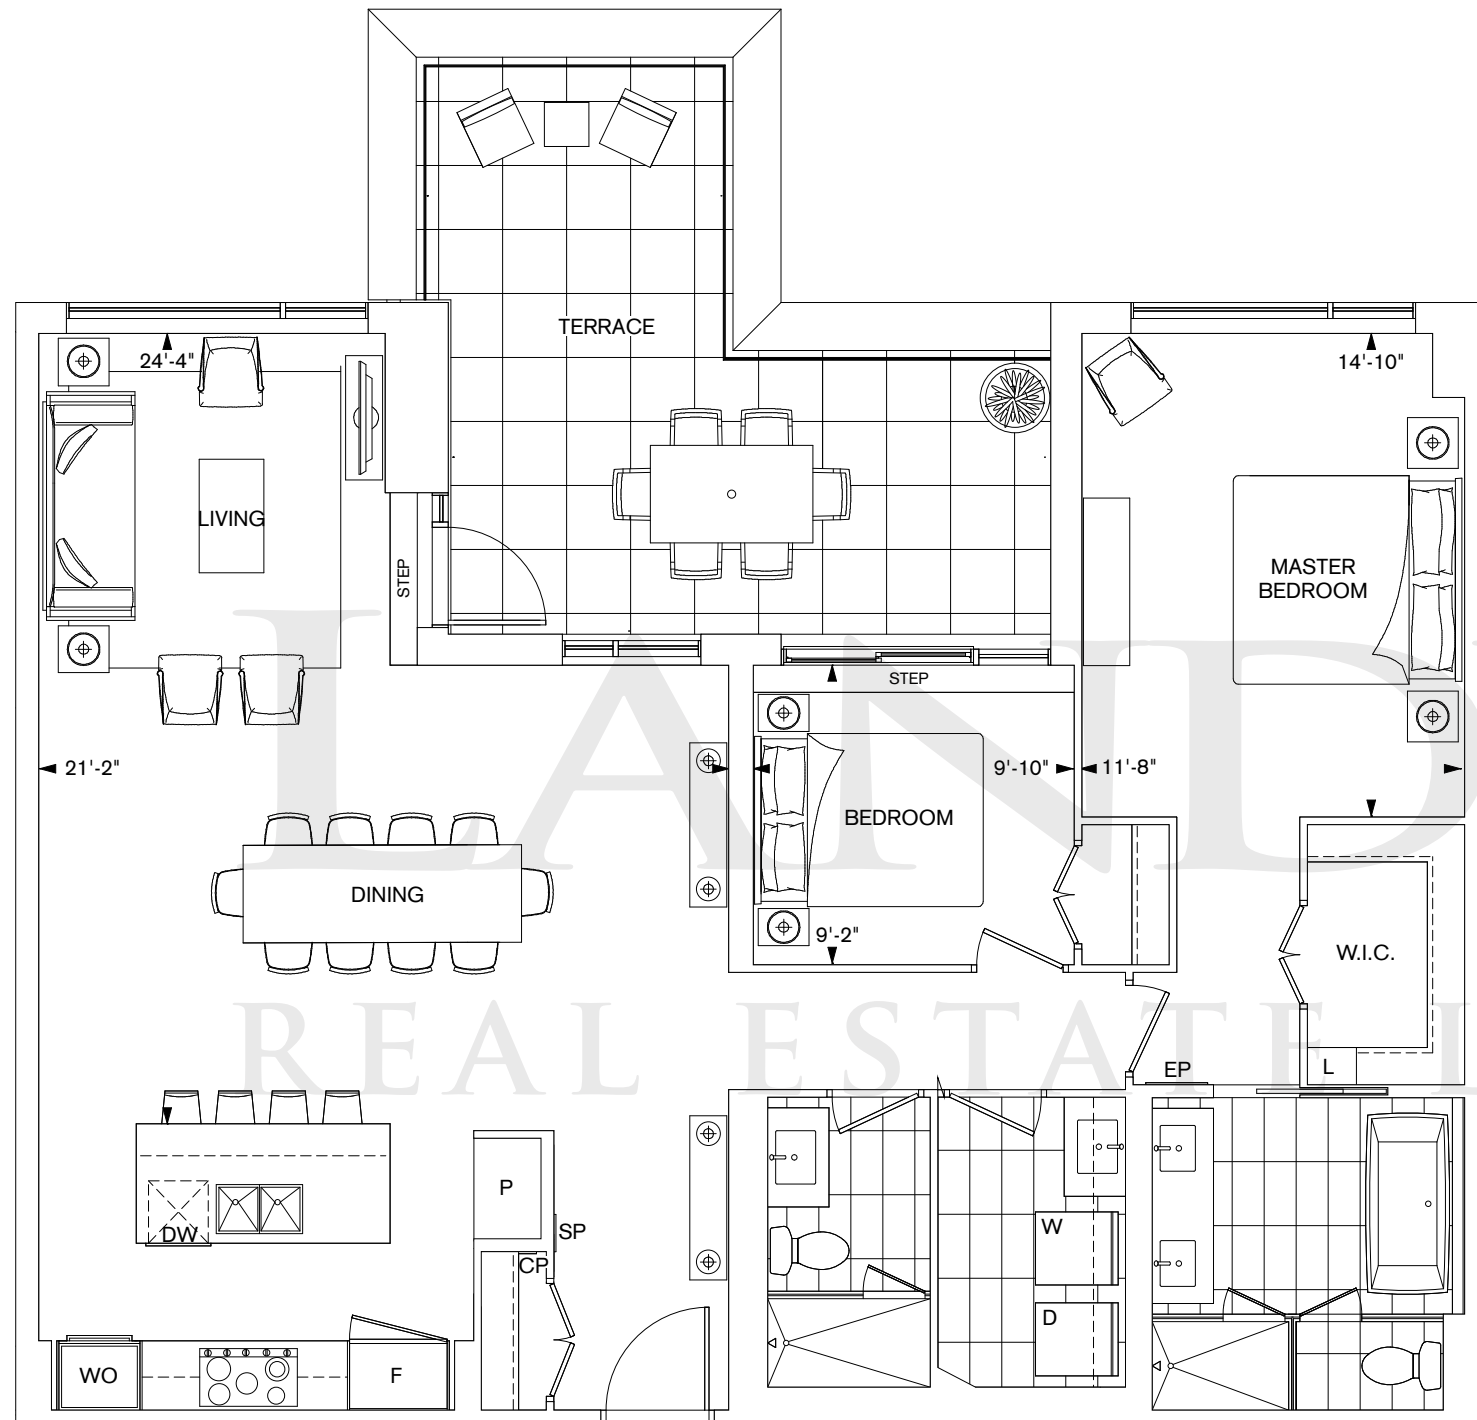 TERRACE
24'-4"
14'-10"
LIVING
STEP
MASTER
BEDROOM
STEP
21'-2"
9'-10"
11'-8"
BEDROOM
DINING
9'-2"
W.I.C.
EP
L
P
SP
CP
DW
W
D
WO
F
LAND
REAL ESTATE